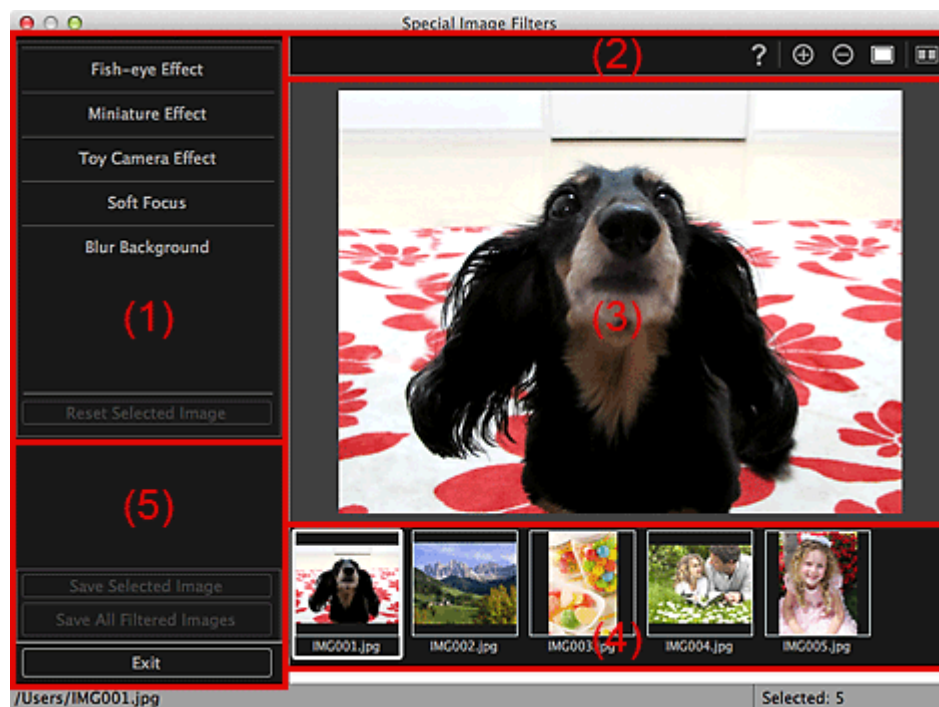 Special Image Filters
Fish-eye Effect
Miniature Effect
Toy Camera Effect
Soft Focus
Blur Background
(1)
Reset Selected Image
(2)
?
(3)
(5)
Save Selected Image
Save All Filtered Images
Exit
IMG001.jpg
IMG002.jpg
IMG003.jpg
(4)
IMG004.jpg
IMG005.jpg
/Users/IMG001.jpg
Selected: 5